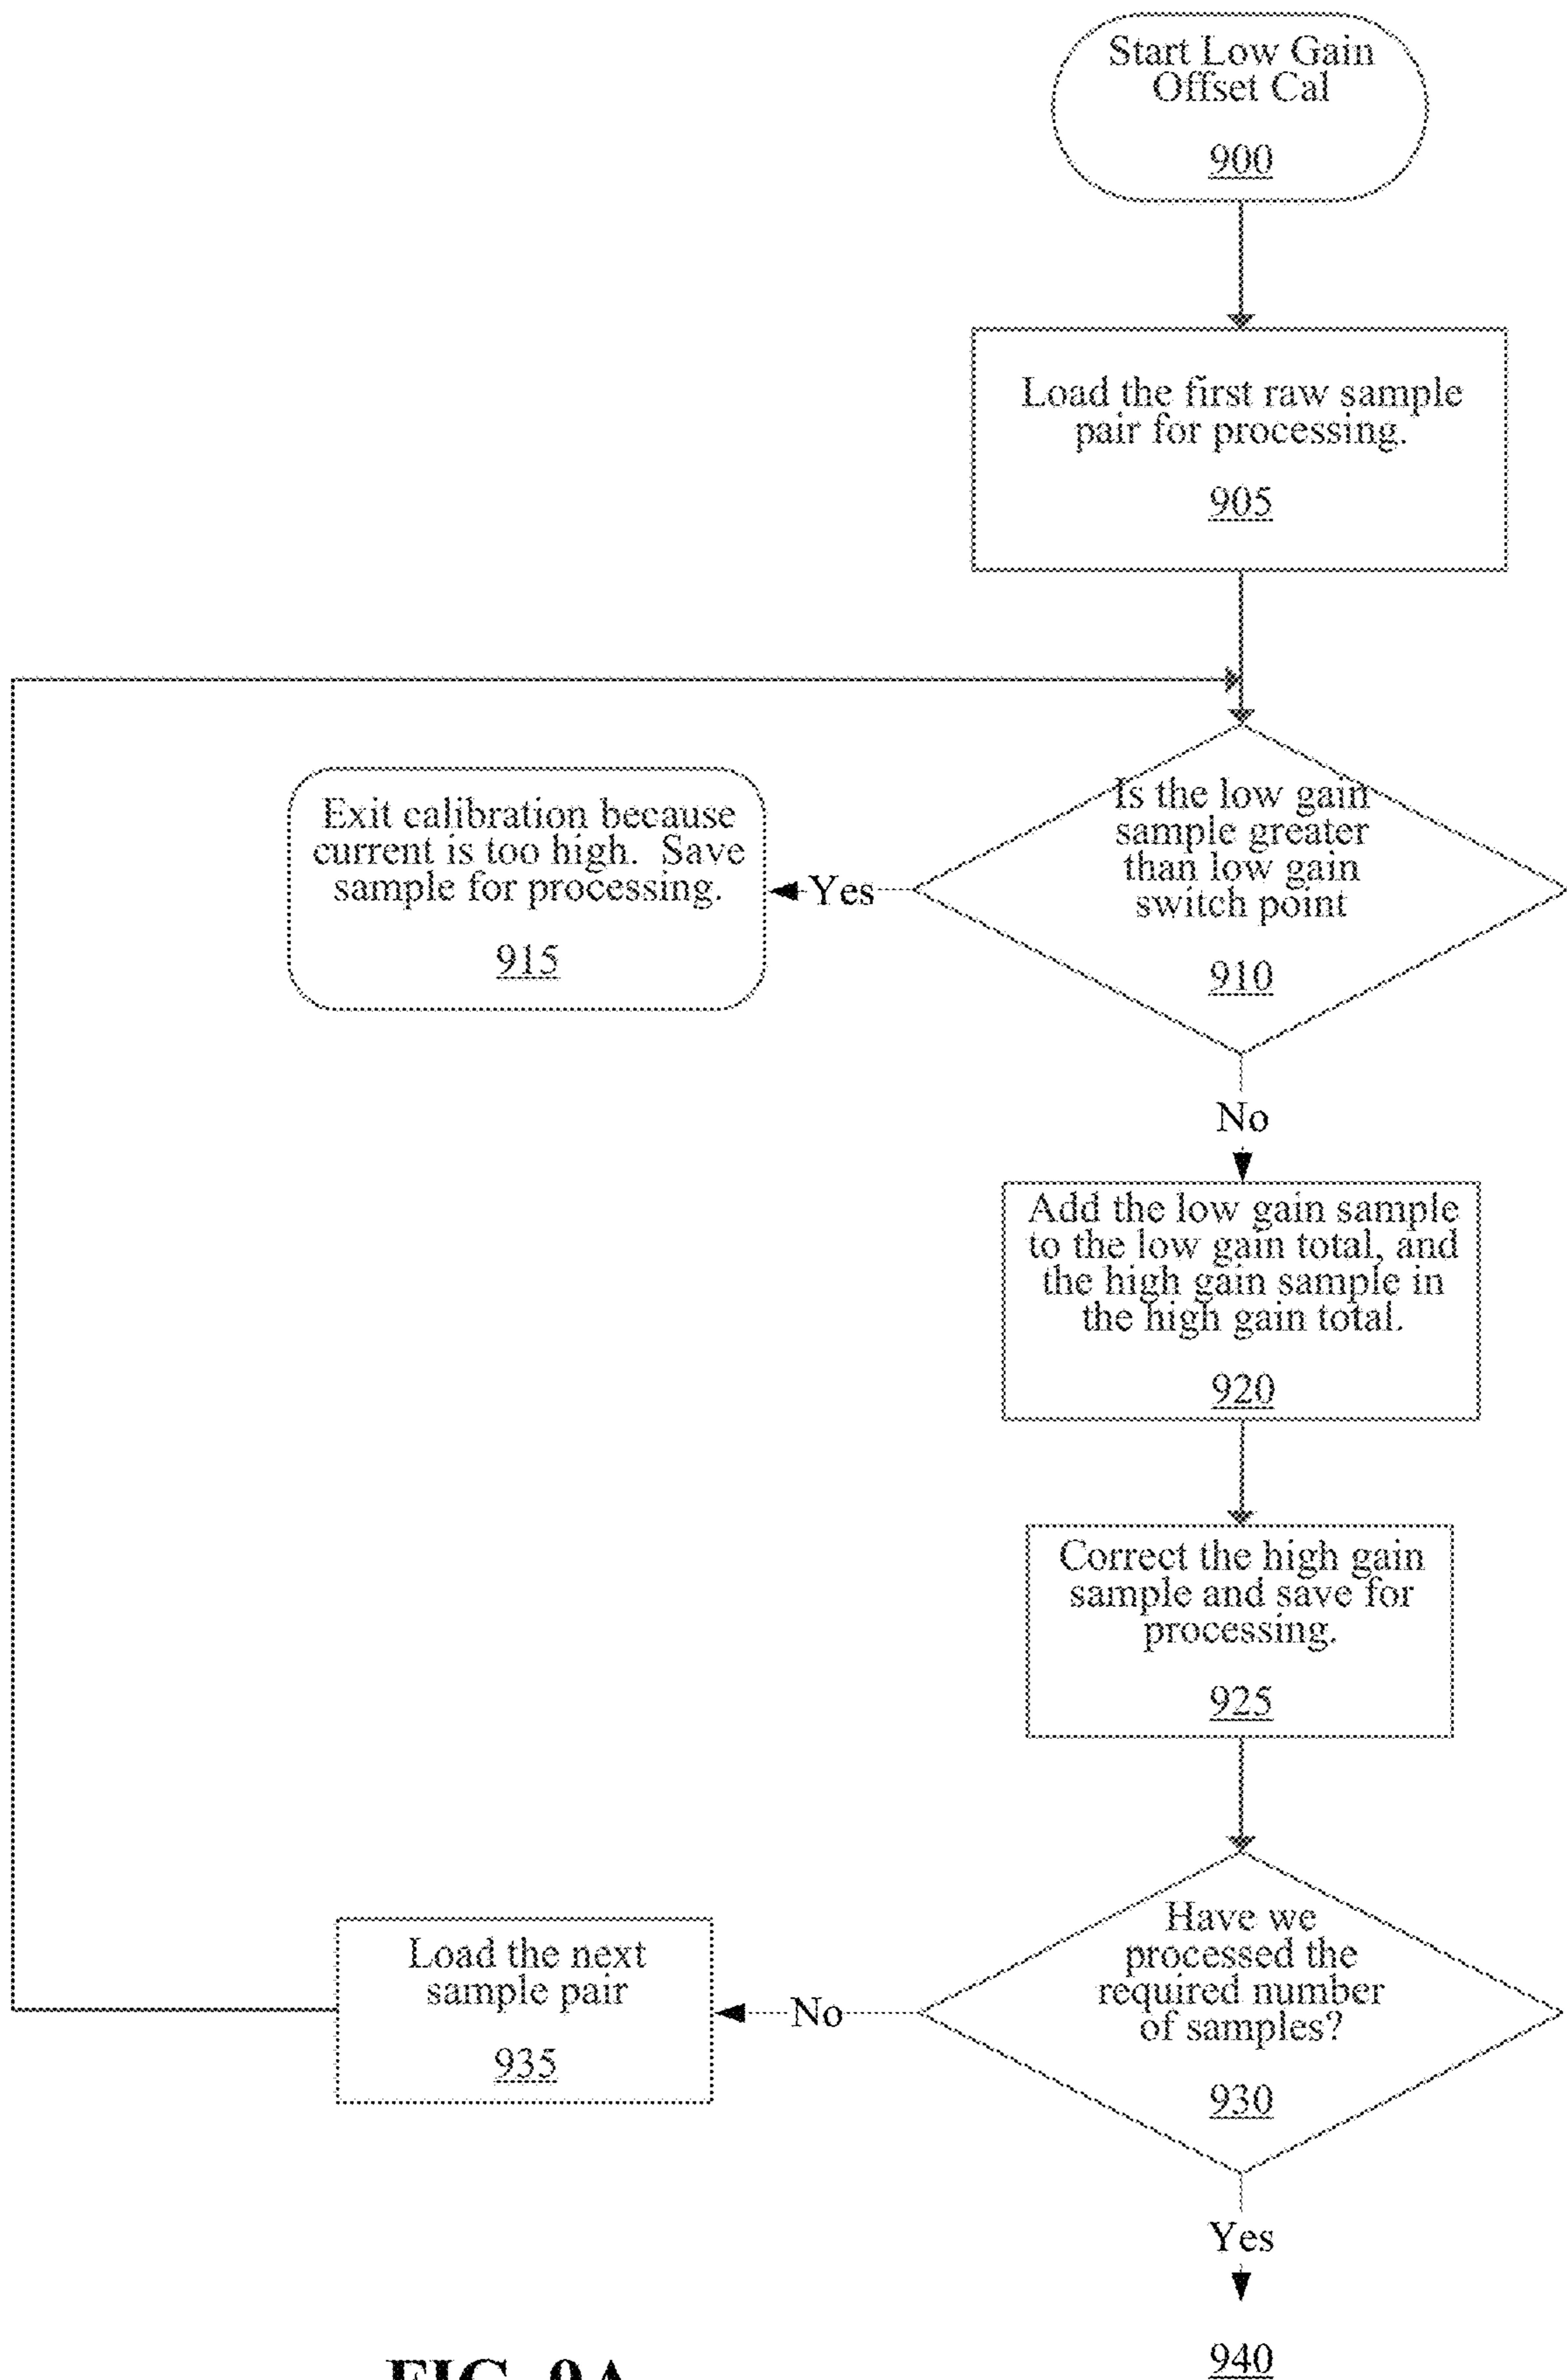 Start Low Gain
Offset Cal
900
Load the first raw sample
pair for processing.
905
Is the low gain
sample greater
than low gain
switch point
910
Yes
Exit calibration because
current is too high. Save
sample for processing.
915
No
Add the low gain sample
to the low gain total, and
the high gain sample in
the high gain total.
920
Correct the high gain
sample and save for
processing.
925
Have we
processed the
required number
of samples?
930
No
Load the next
sample pair
935
Yes
940
FIG. 9A